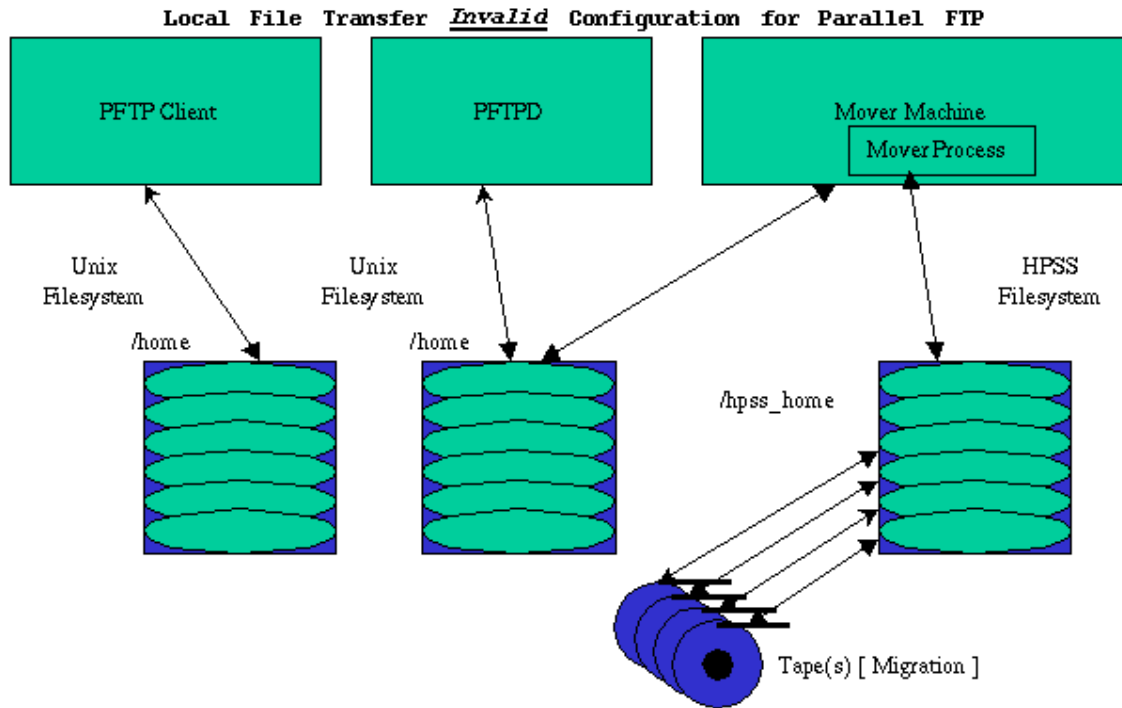 Local File Transfer Invalid Configuration for Parallel FTP
PFTP Client
PFTPD
Mover Machine
Mover Process
Unix
Filesystem
Unix
Filesystem
HPSS
Filesystem
/home
/home
/hpss_home
Tape(s) [ Migration ]